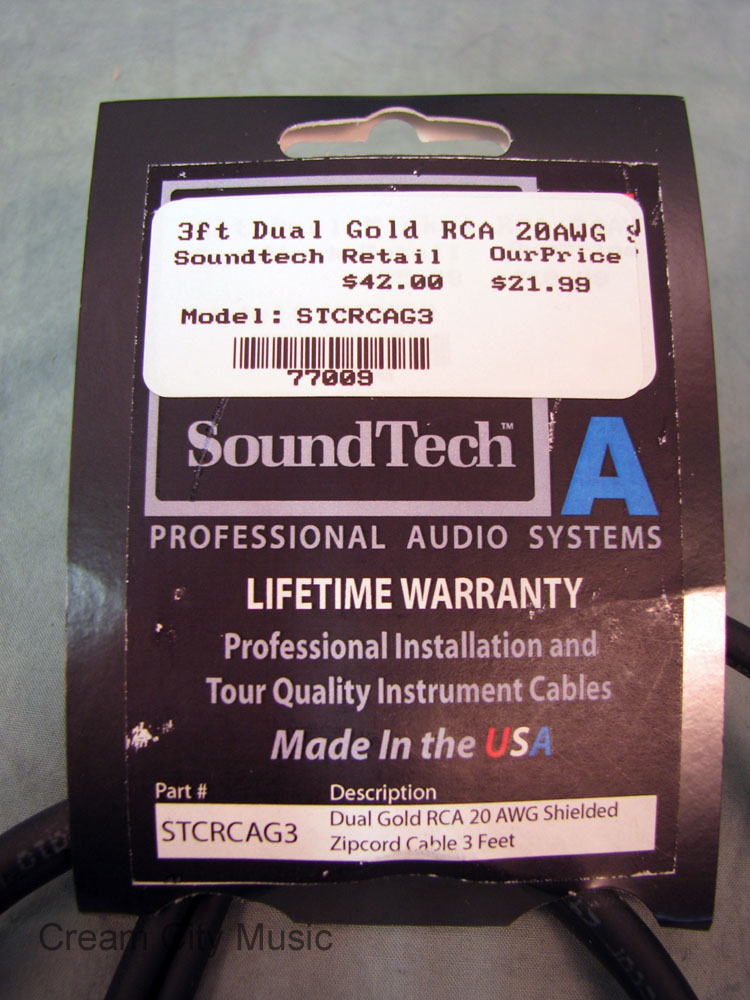 3ft Dual Gold RCA 20AWG
Soundtech Retail OurPrice
$42.00 $21.99
Model: STCRCAG3
77009
SoundTech™
A
PROFESSIONAL AUDIO SYSTEMS
LIFETIME WARRANTY
Professional Installation and
Tour Quality Instrument Cables
Made In the USA
Part # Description
STCRCAG3 Dual Gold RCA 20 AWG Shielded
Zipcord Cable 3 Feet
Cream City Music